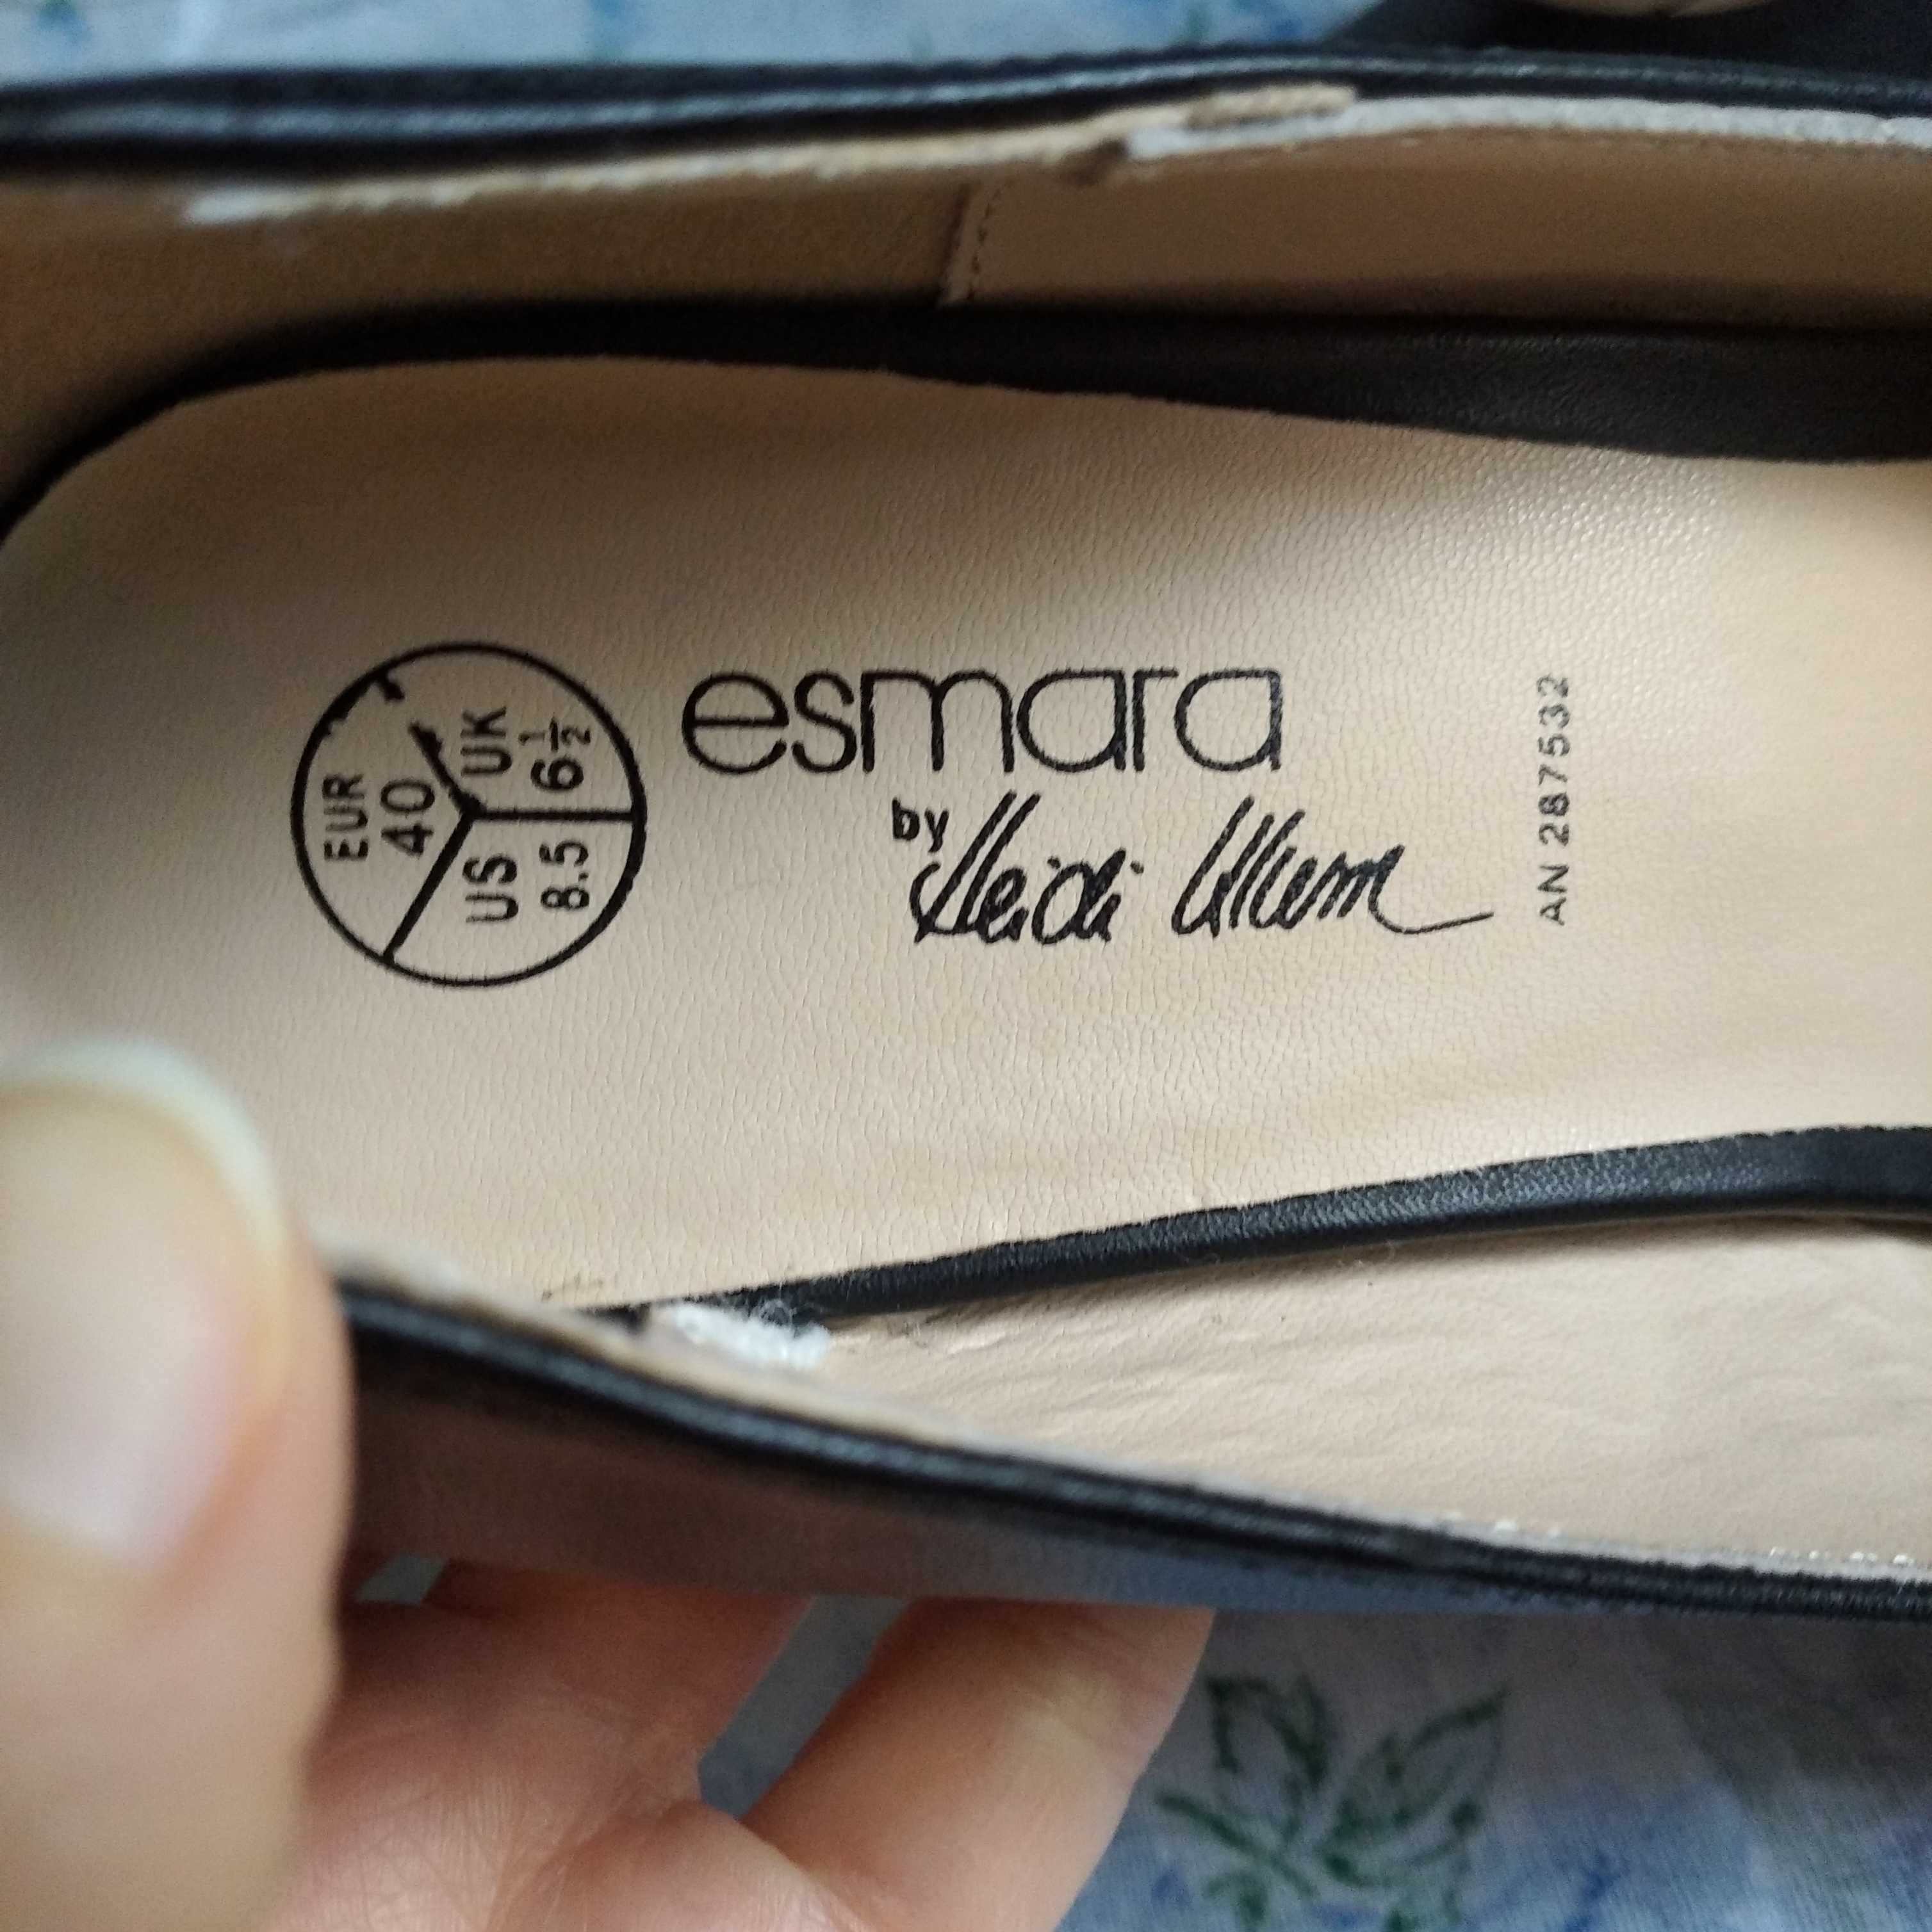 EUR
40
UK
6½
US
8.5
esmara
by
Heidi Klum
AN 287532